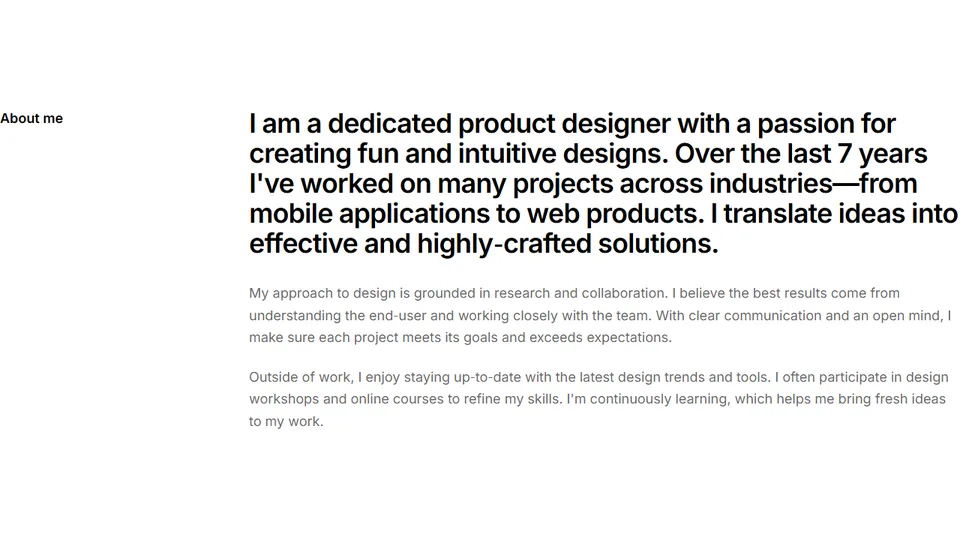 About me
I am a dedicated product designer with a passion for
creating fun and intuitive designs. Over the last 7 years
I've worked on many projects across industries—from
mobile applications to web products. I translate ideas into
effective and highly-crafted solutions.
My approach to design is grounded in research and collaboration. I believe the best results come from
understanding the end-user and working closely with the team. With clear communication and an open mind, I
make sure each project meets its goals and exceeds expectations.
Outside of work, I enjoy staying up-to-date with the latest design trends and tools. I often participate in design
workshops and online courses to refine my skills. I'm continuously learning, which helps me bring fresh ideas
to my work.